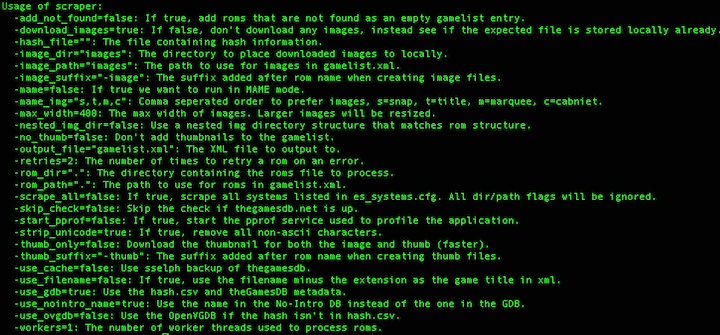 Usage of scraper:
-add_not_found=false: If true, add roms that are not found as an empty gamelist entry.
-download_images=true: If false, don't download any images, instead see if the expected file is stored locally already.
-hash_file="": The file containing hash information.
-image_dir="images": The directory to place downloaded images to locally.
-image_path="images": The path to use for images in gamelist.xml.
-image_suffix="-image": The suffix added after rom name when creating image files.
-mame=false: If true we want to run in MAME mode.
-mame_img="s,t,m,c": Comma seperated order to prefer images, s=snap, t=title, m=marquee, c=cabniet.
-max_width=400: The max width of images. Larger images will be resized.
-nested_img_dir=false: Use a nested img directory structure that matches rom structure.
-no_thumb=false: Don't add thumbnails to the gamelist.
-output_file="gamelist.xml": The XML file to output to.
-retries=2: The number of times to retry a rom on an error.
-rom_dir=".": The directory containing the roms file to process.
-rom_path=".": The path to use for roms in gamelist.xml.
-scrape_all=false: If true, scrape all systems listed in es_systems.cfg. All dir/path flags will be ignored.
-skip_check=false: Skip the check if thegamesdb.net is up.
-start_pprof=false: If true, start the pprof service used to profile the application.
-strip_unicode=true: If true, remove all non-ascii characters.
-thumb_only=false: Download the thumbnail for both the image and thumb (faster).
-thumb_suffix="-thumb": The suffix added after rom name when creating thumb files.
-use_cache=false: Use sselph backup of thegamesdb.
-use_filename=false: If true, use the filename minus the extension as the game title in xml.
-use_gdb=true: Use the hash.csv and theGamesDB metadata.
-use_nointro_name=true: Use the name in the No-Intro DB instead of the one in the GDB.
-use_ovgdb=false: Use the OpenVGDB if the hash isn't in hash.csv.
-workers=1: The number of worker threads used to process roms.